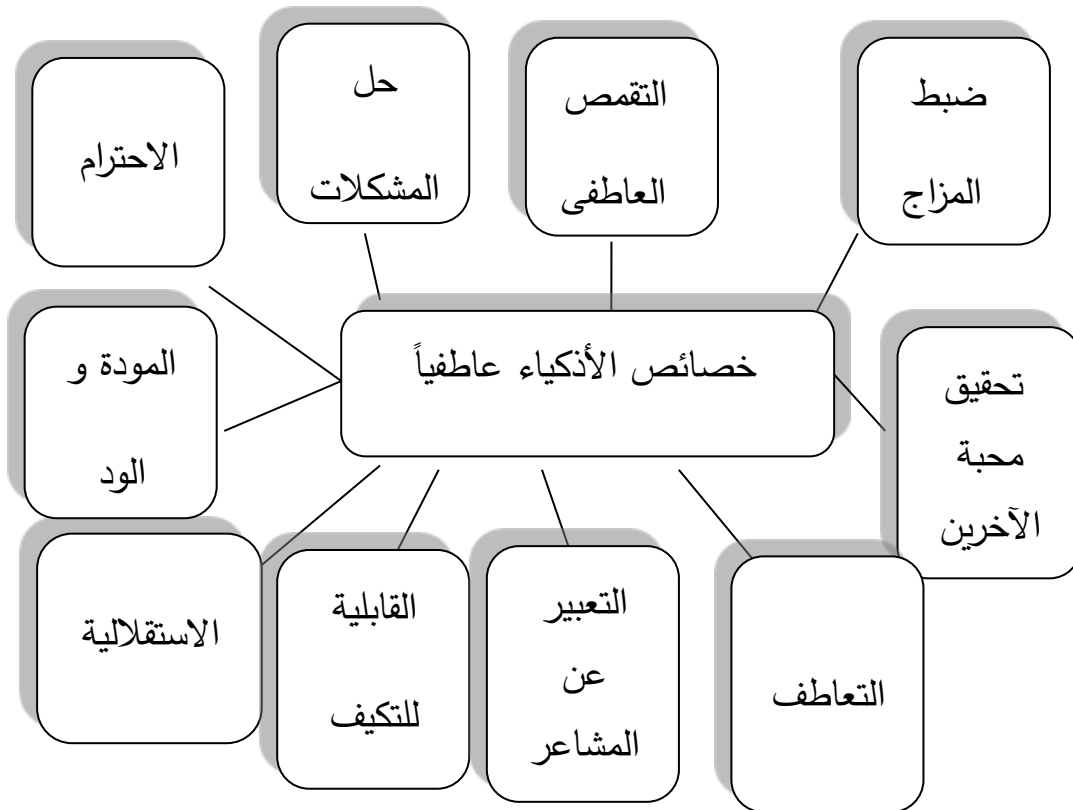 ضبط
المزاج
التقمص
العاطفى
حل
المشكلات
الاحترام
خصائص الأذكياء عاطفياً
تحقيق
محبة
الآخرين
المودة و
الود
التعاطف
التعبير
عن
المشاعر
القابلية
للتكيف
الاستقلالية